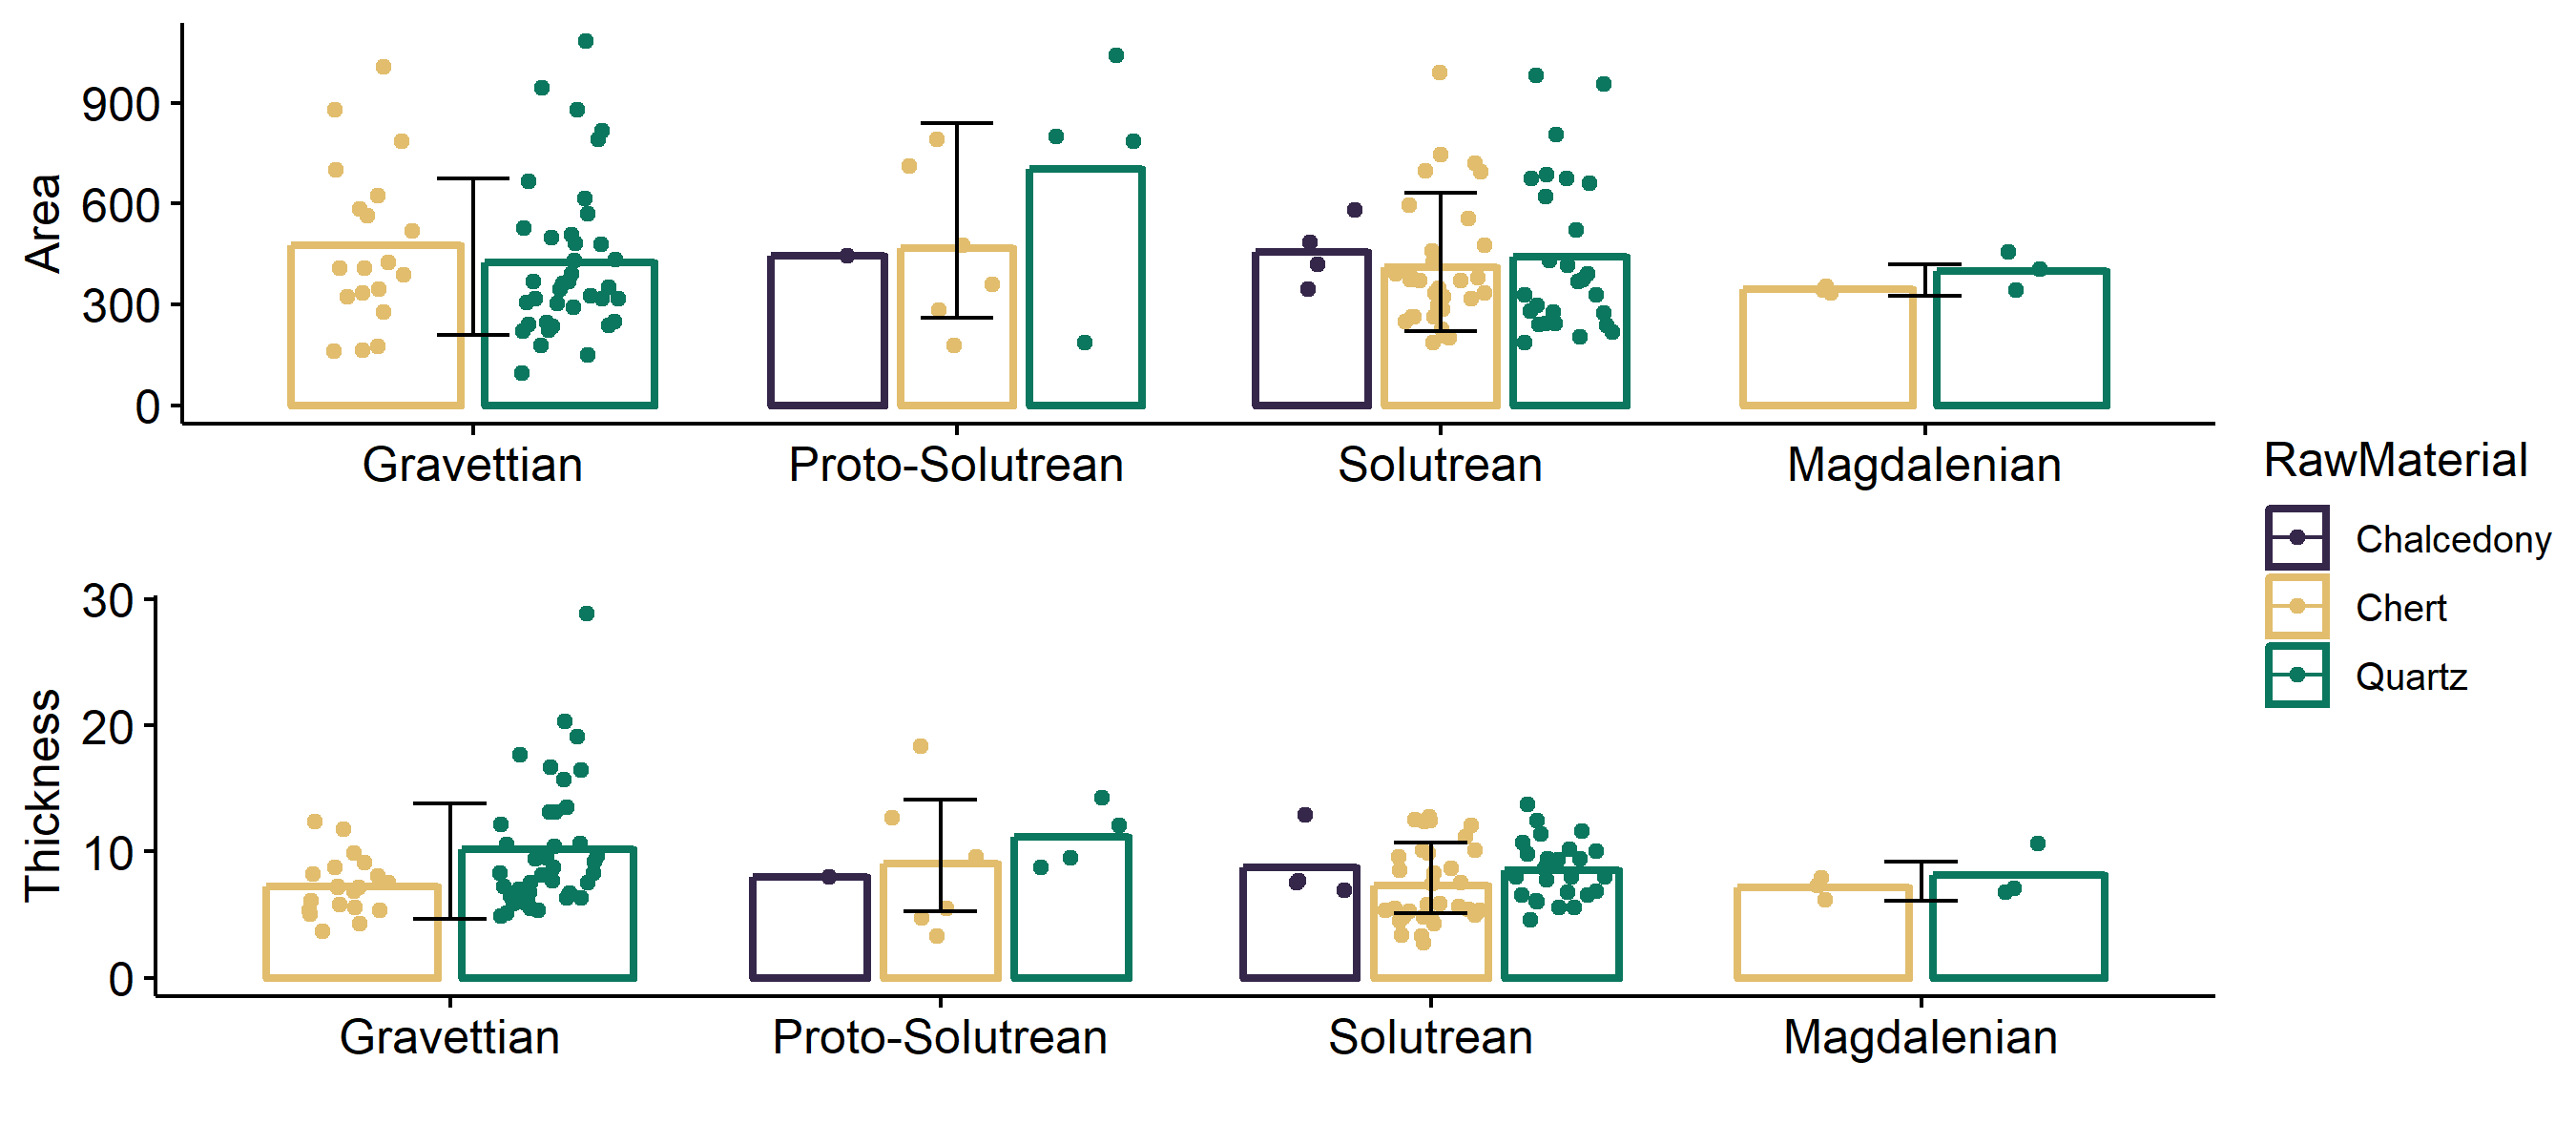 Area
900
600
300
0
Gravettian
Proto-Solutrean
Solutrean
Magdalenian
Thickness
30
20
10
0
Gravettian
Proto-Solutrean
Solutrean
Magdalenian
RawMaterial
Chalcedony
Chert
Quartz